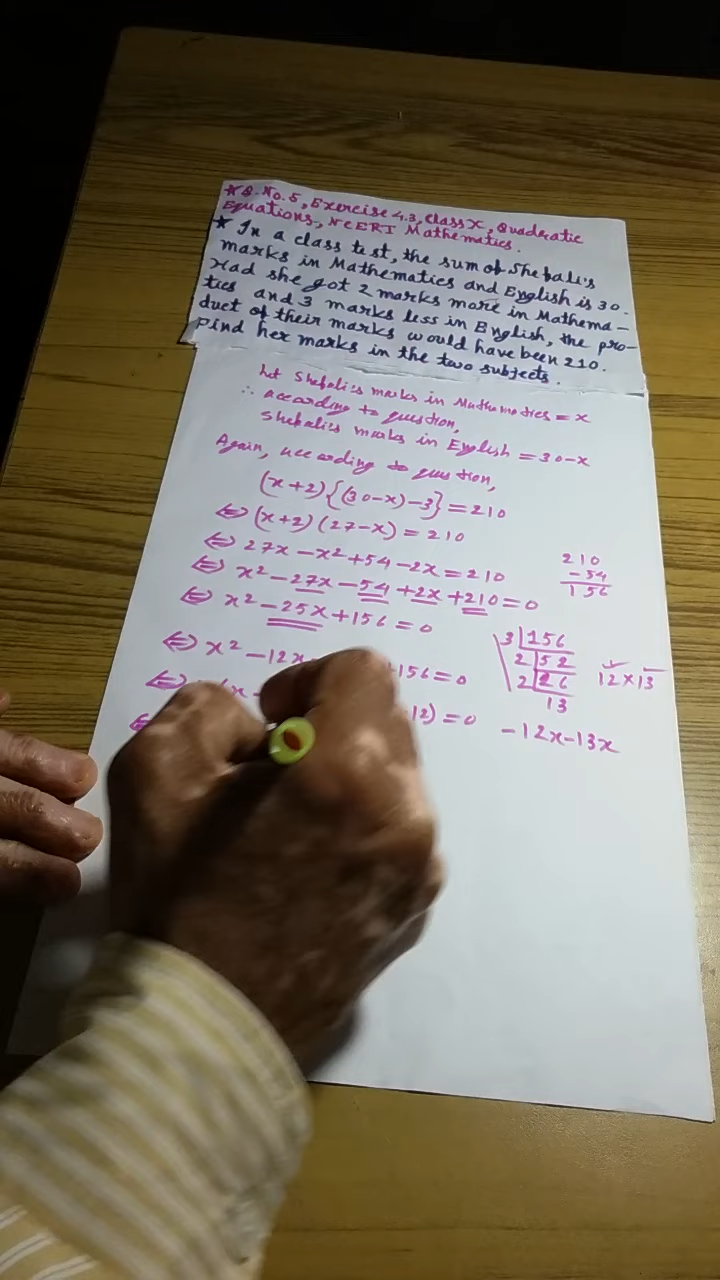 * Q. No. 5, Exercise 4.3, Class X, Quadratic
Equations, NCERT Mathematics.
* In a class test, the sum of Shefali's
marks in Mathematics and English is 30.
Had she got 2 marks more in Mathema-
tics and 3 marks less in English, the pro-
duct of their marks would have been 210.
Find her marks in the two subjects.
Let Shefali's marks in Mathematics = x
∴ according to question,
Shefali's marks in English = 30-x
Again, according to question,
(x+2){(30-x)-3} = 210
⇔ (x+2)(27-x) = 210
⇔ 27x-x²+54-2x=210
⇔ x²-27x-54+2x+210=0
⇔ x²-25x+156=0
⇔ x²-12x +156=0
⇔
12)=0
210
-54
156
3|156
2|52
2|26
13
12×13
-12x-13x